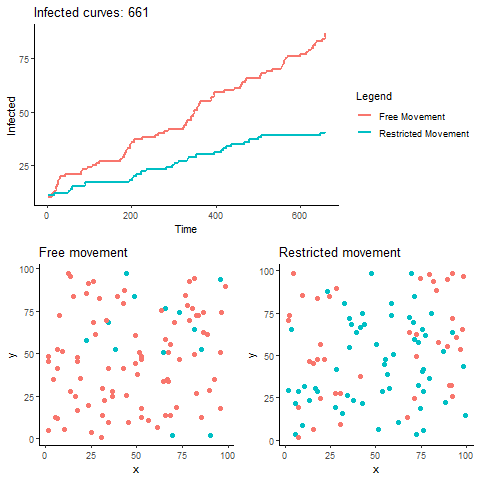 Infected curves: 661
75
50
25
Infected
0
200
400
600
Time
Legend
Free Movement
Restricted Movement
Free movement
100
75
50
25
0
y
0
25
50
75
100
x
Restricted movement
100
75
50
25
0
y
0
25
50
75
100
x